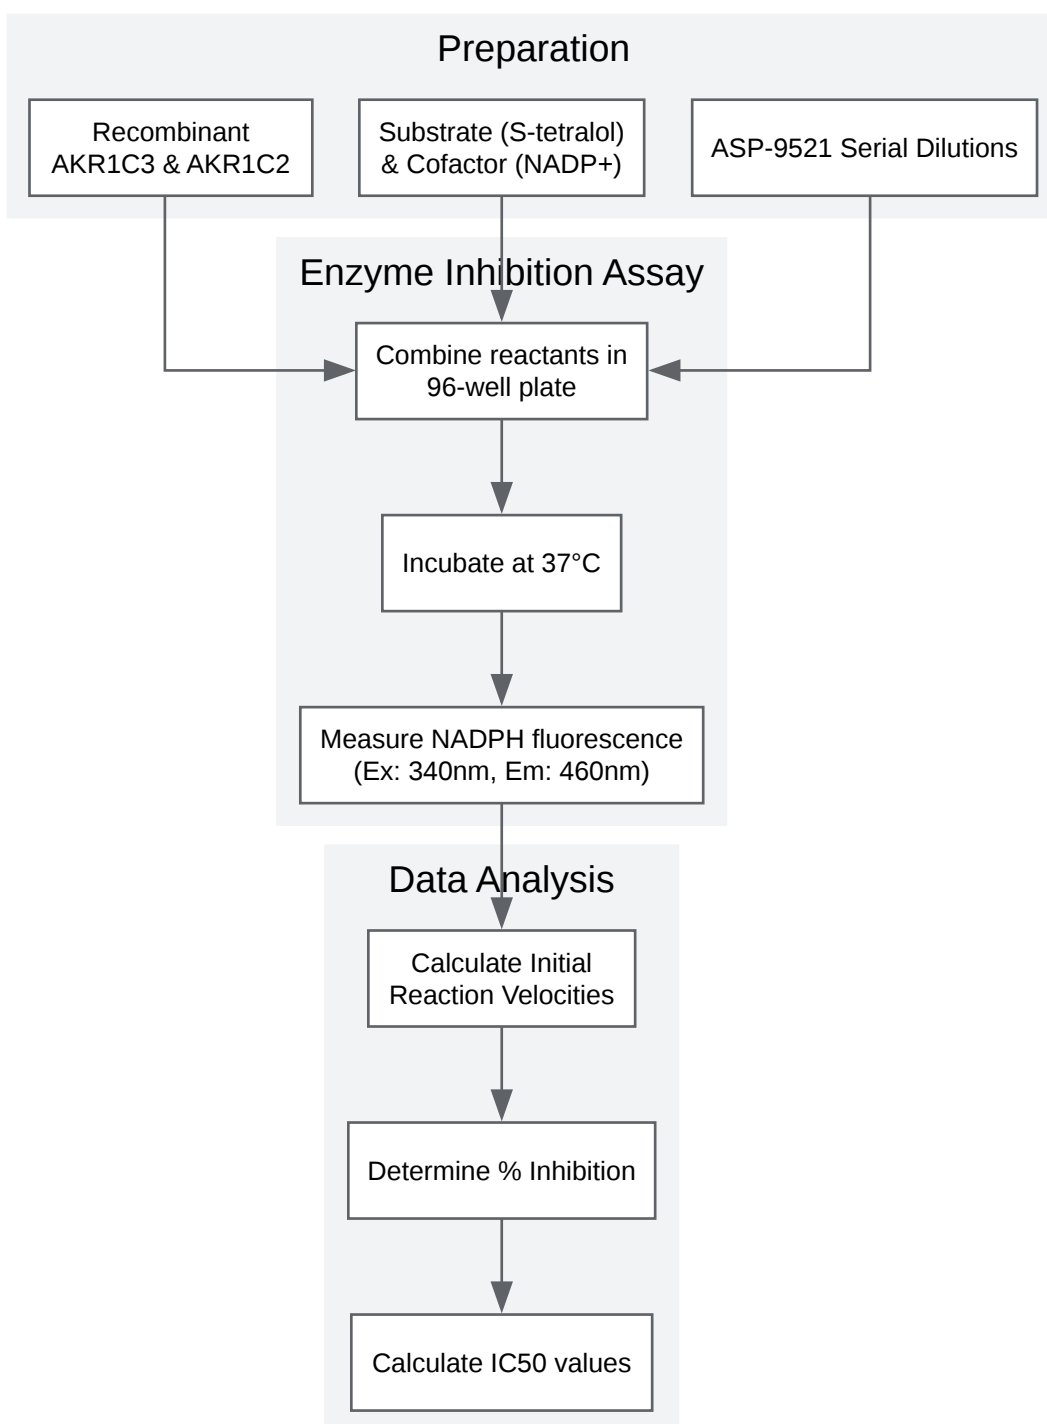 Preparation
Recombinant
AKR1C3 & AKR1C2
Substrate (S-tetralol)
& Cofactor (NADP+)
ASP-9521 Serial Dilutions
Enzyme Inhibition Assay
Combine reactants in
96-well plate
Incubate at 37°C
Measure NADPH fluorescence
(Ex: 340nm, Em: 460nm)
Data Analysis
Calculate Initial
Reaction Velocities
Determine % Inhibition
Calculate IC50 values